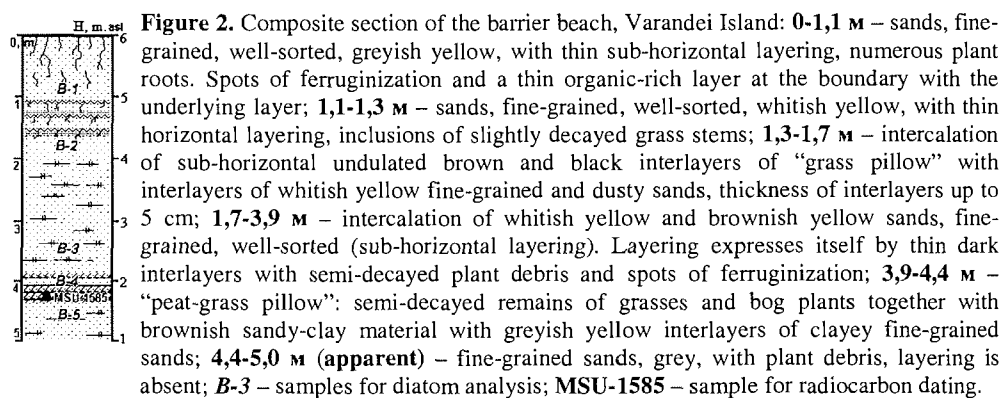 H, m. asl
0, m
6
B-1
1
5
B-2
2
4
3
3
B-3
B-4
2
4
MSU-1585
B-5
5
1
Figure 2. Composite section of the barrier beach, Varandei Island: 0-1,1 м – sands, fine-
grained, well-sorted, greyish yellow, with thin sub-horizontal layering, numerous plant
roots. Spots of ferruginization and a thin organic-rich layer at the boundary with the
underlying layer; 1,1-1,3 м – sands, fine-grained, well-sorted, whitish yellow, with thin
horizontal layering, inclusions of slightly decayed grass stems; 1,3-1,7 м – intercalation
of sub-horizontal undulated brown and black interlayers of “grass pillow” with
interlayers of whitish yellow fine-grained and dusty sands, thickness of interlayers up to
5 cm; 1,7-3,9 м – intercalation of whitish yellow and brownish yellow sands, fine-
grained, well-sorted (sub-horizontal layering). Layering expresses itself by thin dark
interlayers with semi-decayed plant debris and spots of ferruginization; 3,9-4,4 м –
“peat-grass pillow”: semi-decayed remains of grasses and bog plants together with
brownish sandy-clay material with greyish yellow interlayers of clayey fine-grained
sands; 4,4-5,0 м (apparent) – fine-grained sands, grey, with plant debris, layering is
absent; B-3 – samples for diatom analysis; MSU-1585 – sample for radiocarbon dating.